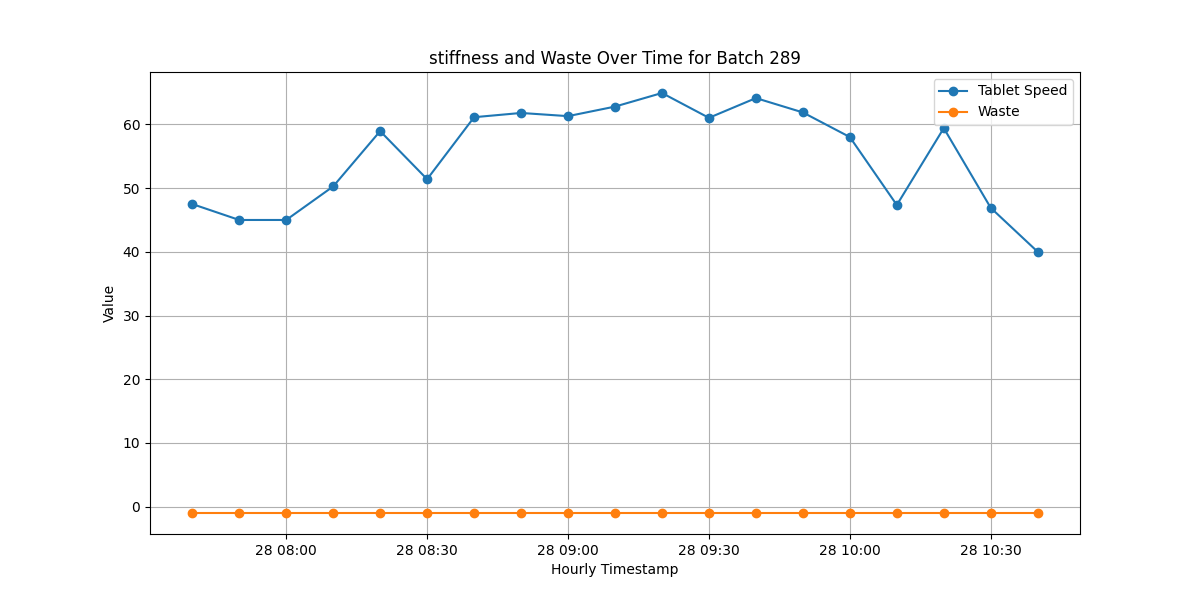 stiffness and Waste Over Time for Batch 289
Tablet Speed
Waste
Value
60
50
40
30
20
10
0
28 08:00 28 08:30 28 09:00 28 09:30 28 10:00 28 10:30
Hourly Timestamp